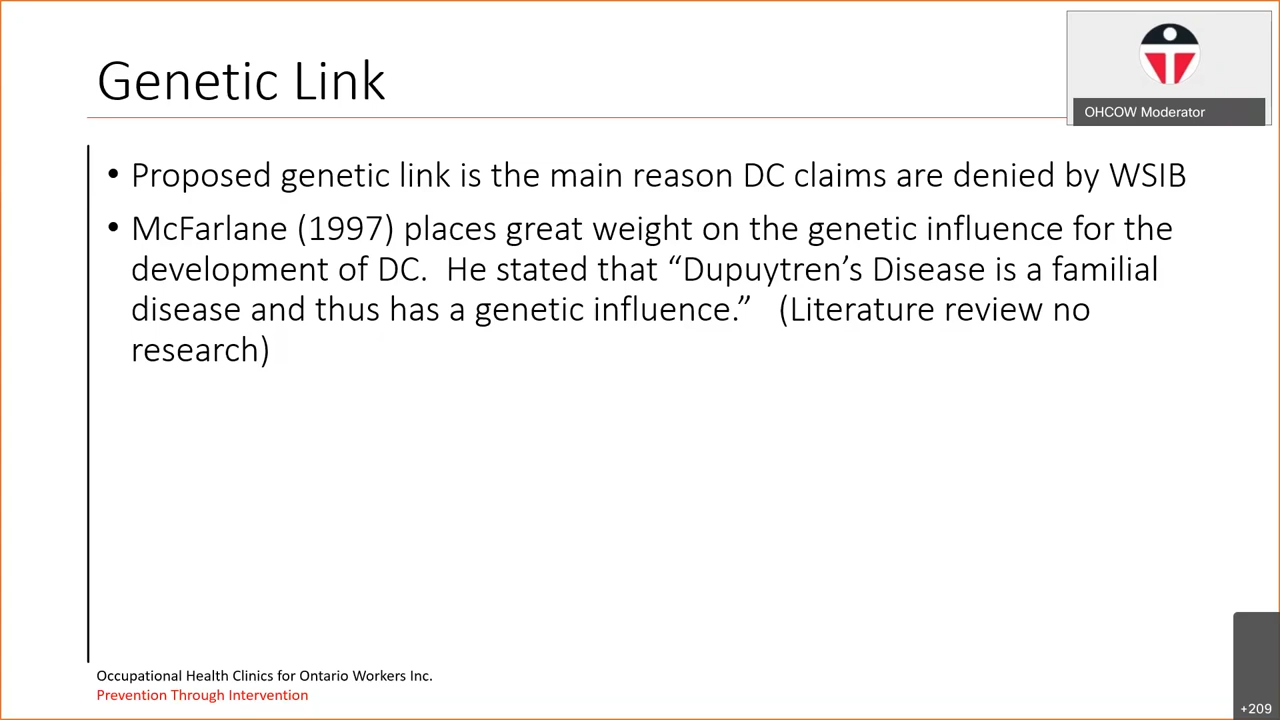 Genetic Link
OHCOW Moderator
• Proposed genetic link is the main reason DC claims are denied by WSIB
• McFarlane (1997) places great weight on the genetic influence for the
development of DC.  He stated that “Dupuytren’s Disease is a familial
disease and thus has a genetic influence.”   (Literature review no
research)
Occupational Health Clinics for Ontario Workers Inc.
Prevention Through Intervention
+209